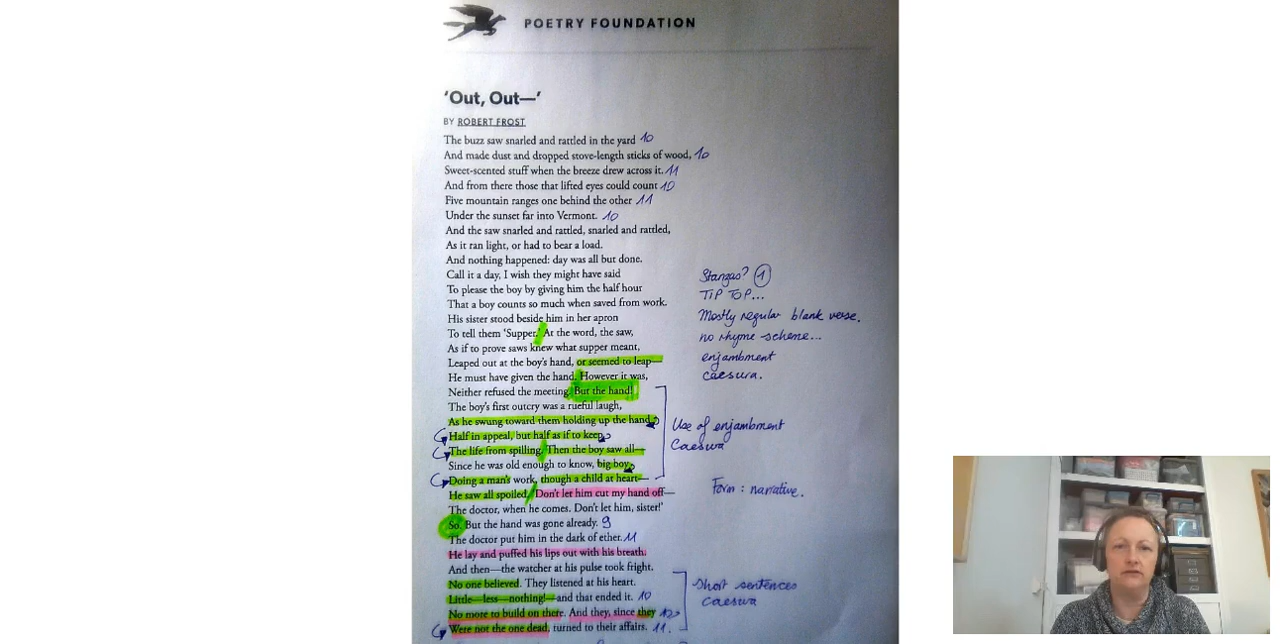 POETRY FOUNDATION
'Out, Out—'
BY ROBERT FROST
The buzz saw snarled and rattled in the yard 10
And made dust and dropped stove-length sticks of wood, 10
Sweet-scented stuff when the breeze drew across it. 11
And from there those that lifted eyes could count 10
Five mountain ranges one behind the other 11
Under the sunset far into Vermont. 10
And the saw snarled and rattled, snarled and rattled,
As it ran light, or had to bear a load.
And nothing happened: day was all but done.
Call it a day, I wish they might have said
To please the boy by giving him the half hour
That a boy counts so much when saved from work.
His sister stood beside him in her apron
To tell them 'Supper.' At the word, the saw,
As if to prove saws knew what supper meant,
Leaped out at the boy's hand, or seemed to leap—
He must have given the hand. However it was,
Neither refused the meeting. But the hand!
The boy's first outcry was a rueful laugh,
As he swung toward them holding up the hand
Half in appeal, but half as if to keep
The life from spilling. Then the boy saw all—
Since he was old enough to know, big boy
Doing a man's work, though a child at heart—
He saw all spoiled. 'Don't let him cut my hand off—
The doctor, when he comes. Don't let him, sister!'
So. But the hand was gone already. 9
The doctor put him in the dark of ether. 11
He lay and puffed his lips out with his breath.
And then—the watcher at his pulse took fright.
No one believed. They listened at his heart.
Little—less—nothing!—and that ended it. 10
No more to build on there. And they, since they 10
Were not the one dead, turned to their affairs. 11.
Stanzas? 1
TIP TOP...
Mostly regular blank verse.
no rhyme scheme...
enjambment
caesura.
Use of enjambment
Caesura
Form: narrative.
Short sentences
caesura